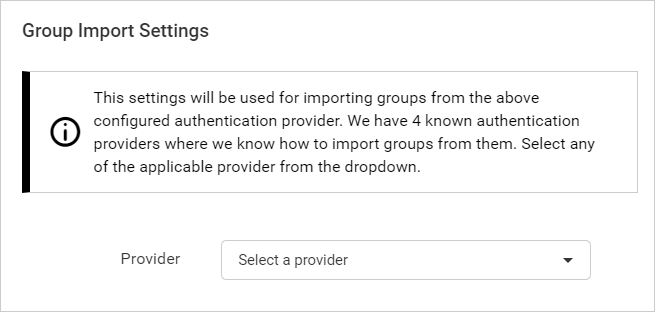 Group Import Settings
This settings will be used for importing groups from the above
configured authentication provider. We have 4 known authentication
providers where we know how to import groups from them. Select any
of the applicable provider from the dropdown.
Provider
Select a provider